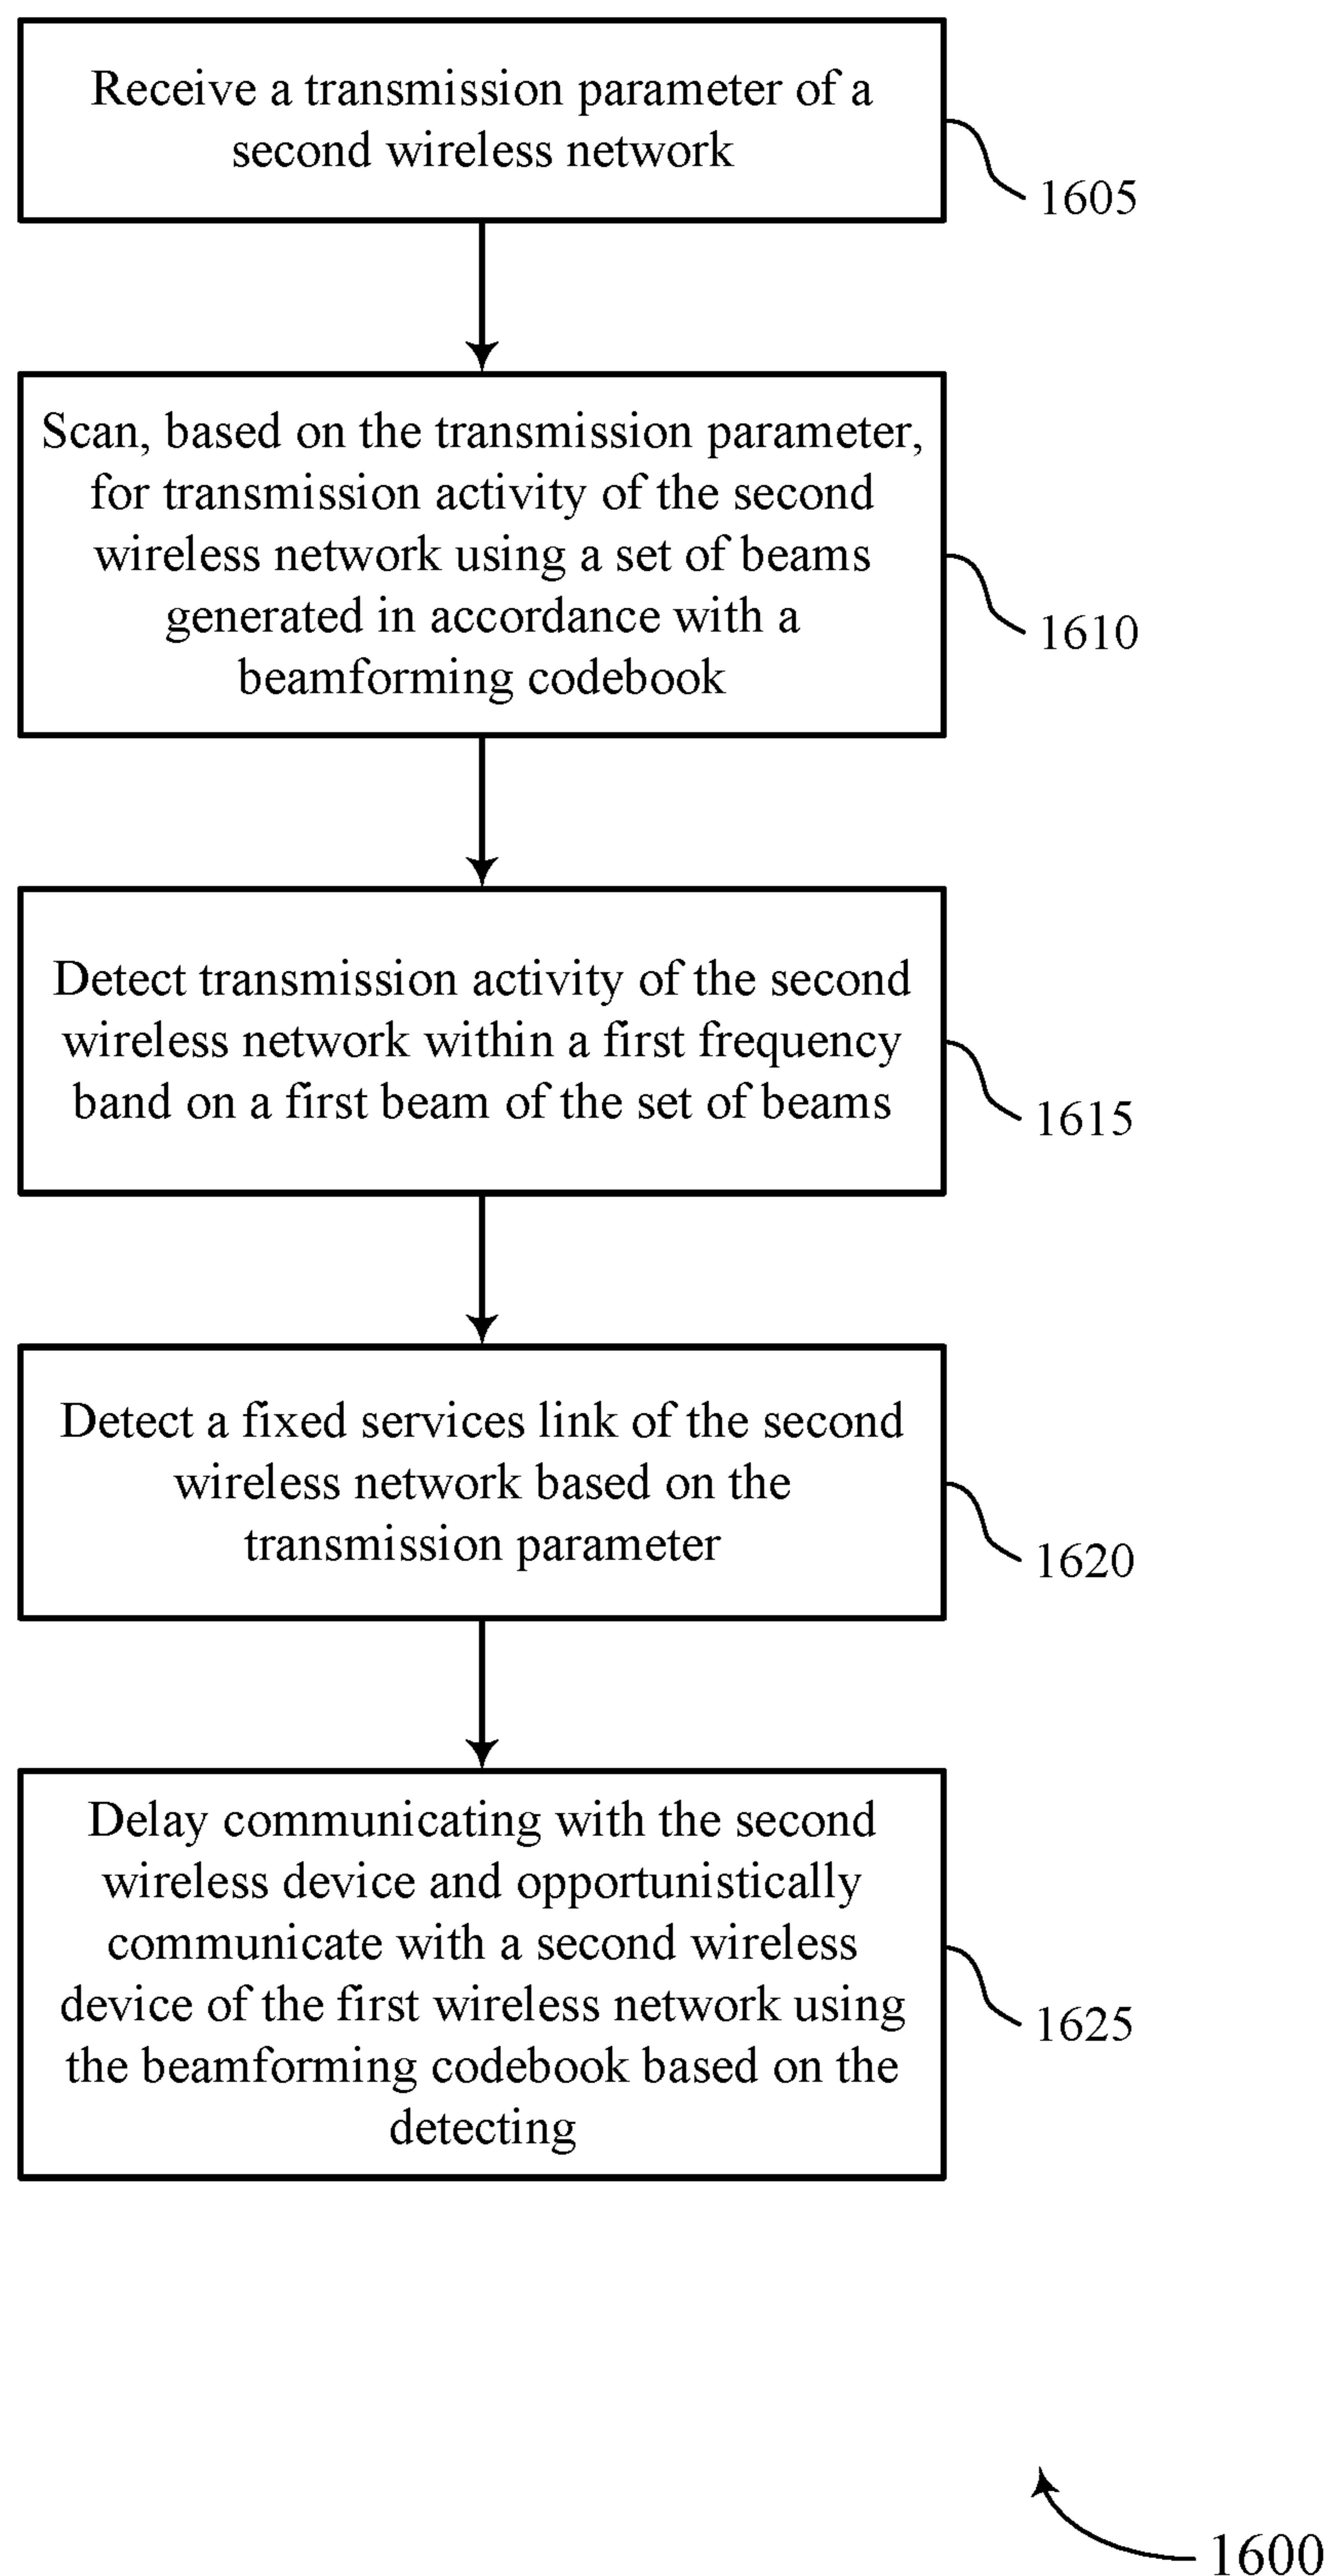 Receive a transmission parameter of a
second wireless network
1605
Scan, based on the transmission parameter,
for transmission activity of the second
wireless network using a set of beams
generated in accordance with a
beamforming codebook
1610
Detect transmission activity of the second
wireless network within a first frequency
band on a first beam of the set of beams
1615
Detect a fixed services link of the second
wireless network based on the
transmission parameter
1620
Delay communicating with the second
wireless device and opportunistically
communicate with a second wireless
device of the first wireless network using
the beamforming codebook based on the
detecting
1625
1600